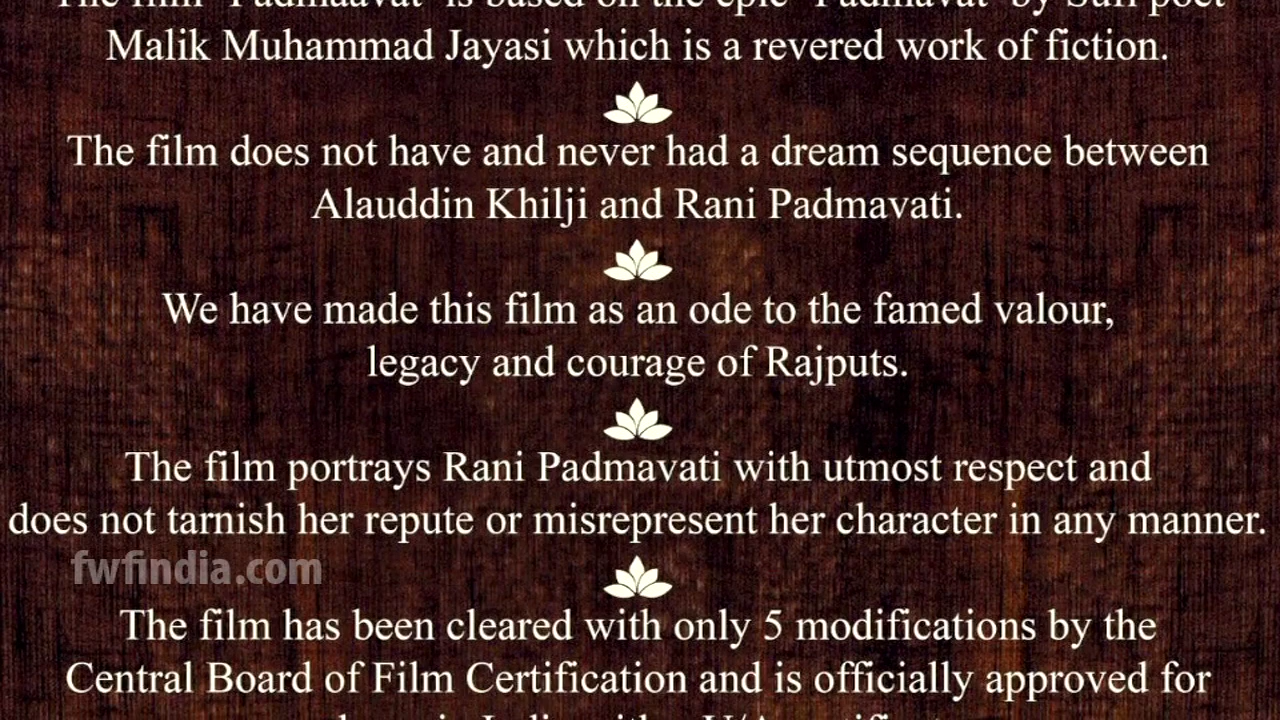 The film 'Padmaavat' is based on the epic 'Padmavat' by Sufi poet
Malik Muhammad Jayasi which is a revered work of fiction.
The film does not have and never had a dream sequence between
Alauddin Khilji and Rani Padmavati.
We have made this film as an ode to the famed valour,
legacy and courage of Rajputs.
The film portrays Rani Padmavati with utmost respect and
does not tarnish her repute or misrepresent her character in any manner.
fwfindia.com
The film has been cleared with only 5 modifications by the
Central Board of Film Certification and is officially approved for